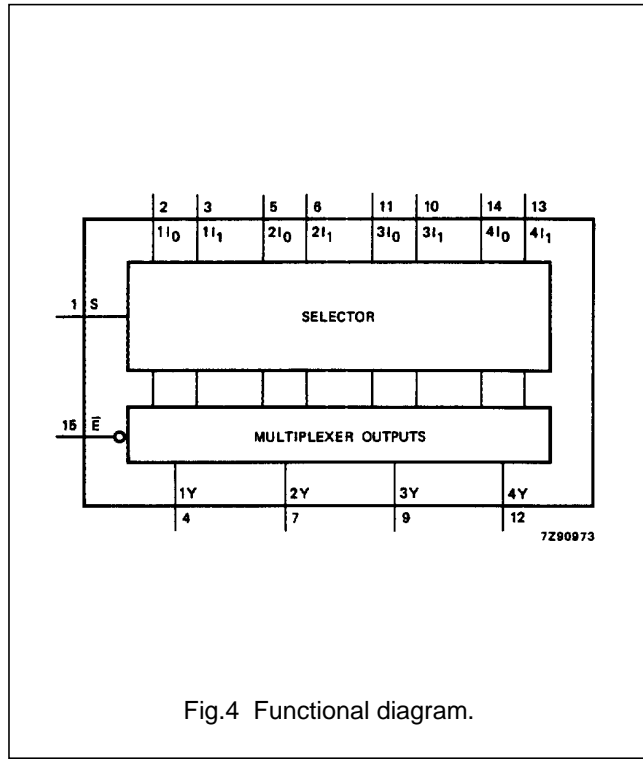 2 3 5 6 11 10 14 13
1I₀ 1I₁ 2I₀ 2I₁ 3I₀ 3I₁ 4I₀ 4I₁
1 S
SELECTOR
15 E̅
MULTIPLEXER OUTPUTS
1Y 2Y 3Y 4Y
4 7 9 12
7Z90973
Fig.4 Functional diagram.